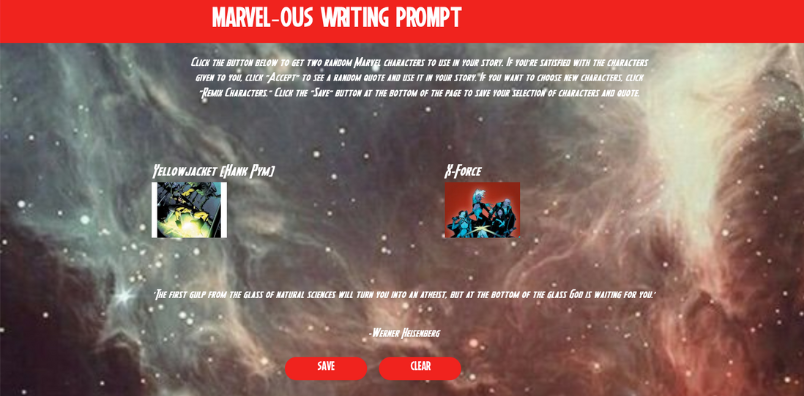 MARVEL-OUS WRITING PROMPT
Click the button below to get two random Marvel characters to use in your story. If you're satisfied with the characters
given to you, click "Accept" to see a random quote and use it in your story. If you want to choose new characters, click
"Remix Characters." Click the "Save" button at the bottom of the page to save your selection of characters and quote.
Yellowjacket (Hank Pym)
X-Force
"The first gulp from the glass of natural sciences will turn you into an atheist, but at the bottom of the glass God is waiting for you."
-Werner Heisenberg
SAVE
CLEAR